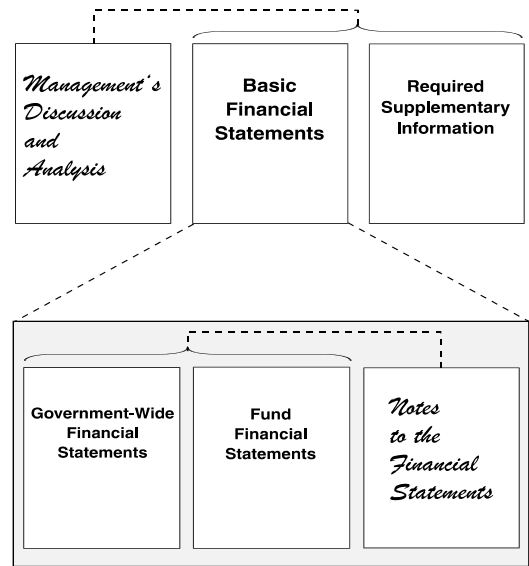 Management's
Discussion
and
Analysis
Basic
Financial
Statements
Required
Supplementary
Information
Government-Wide
Financial
Statements
Fund
Financial
Statements
Notes
to the
Financial
Statements